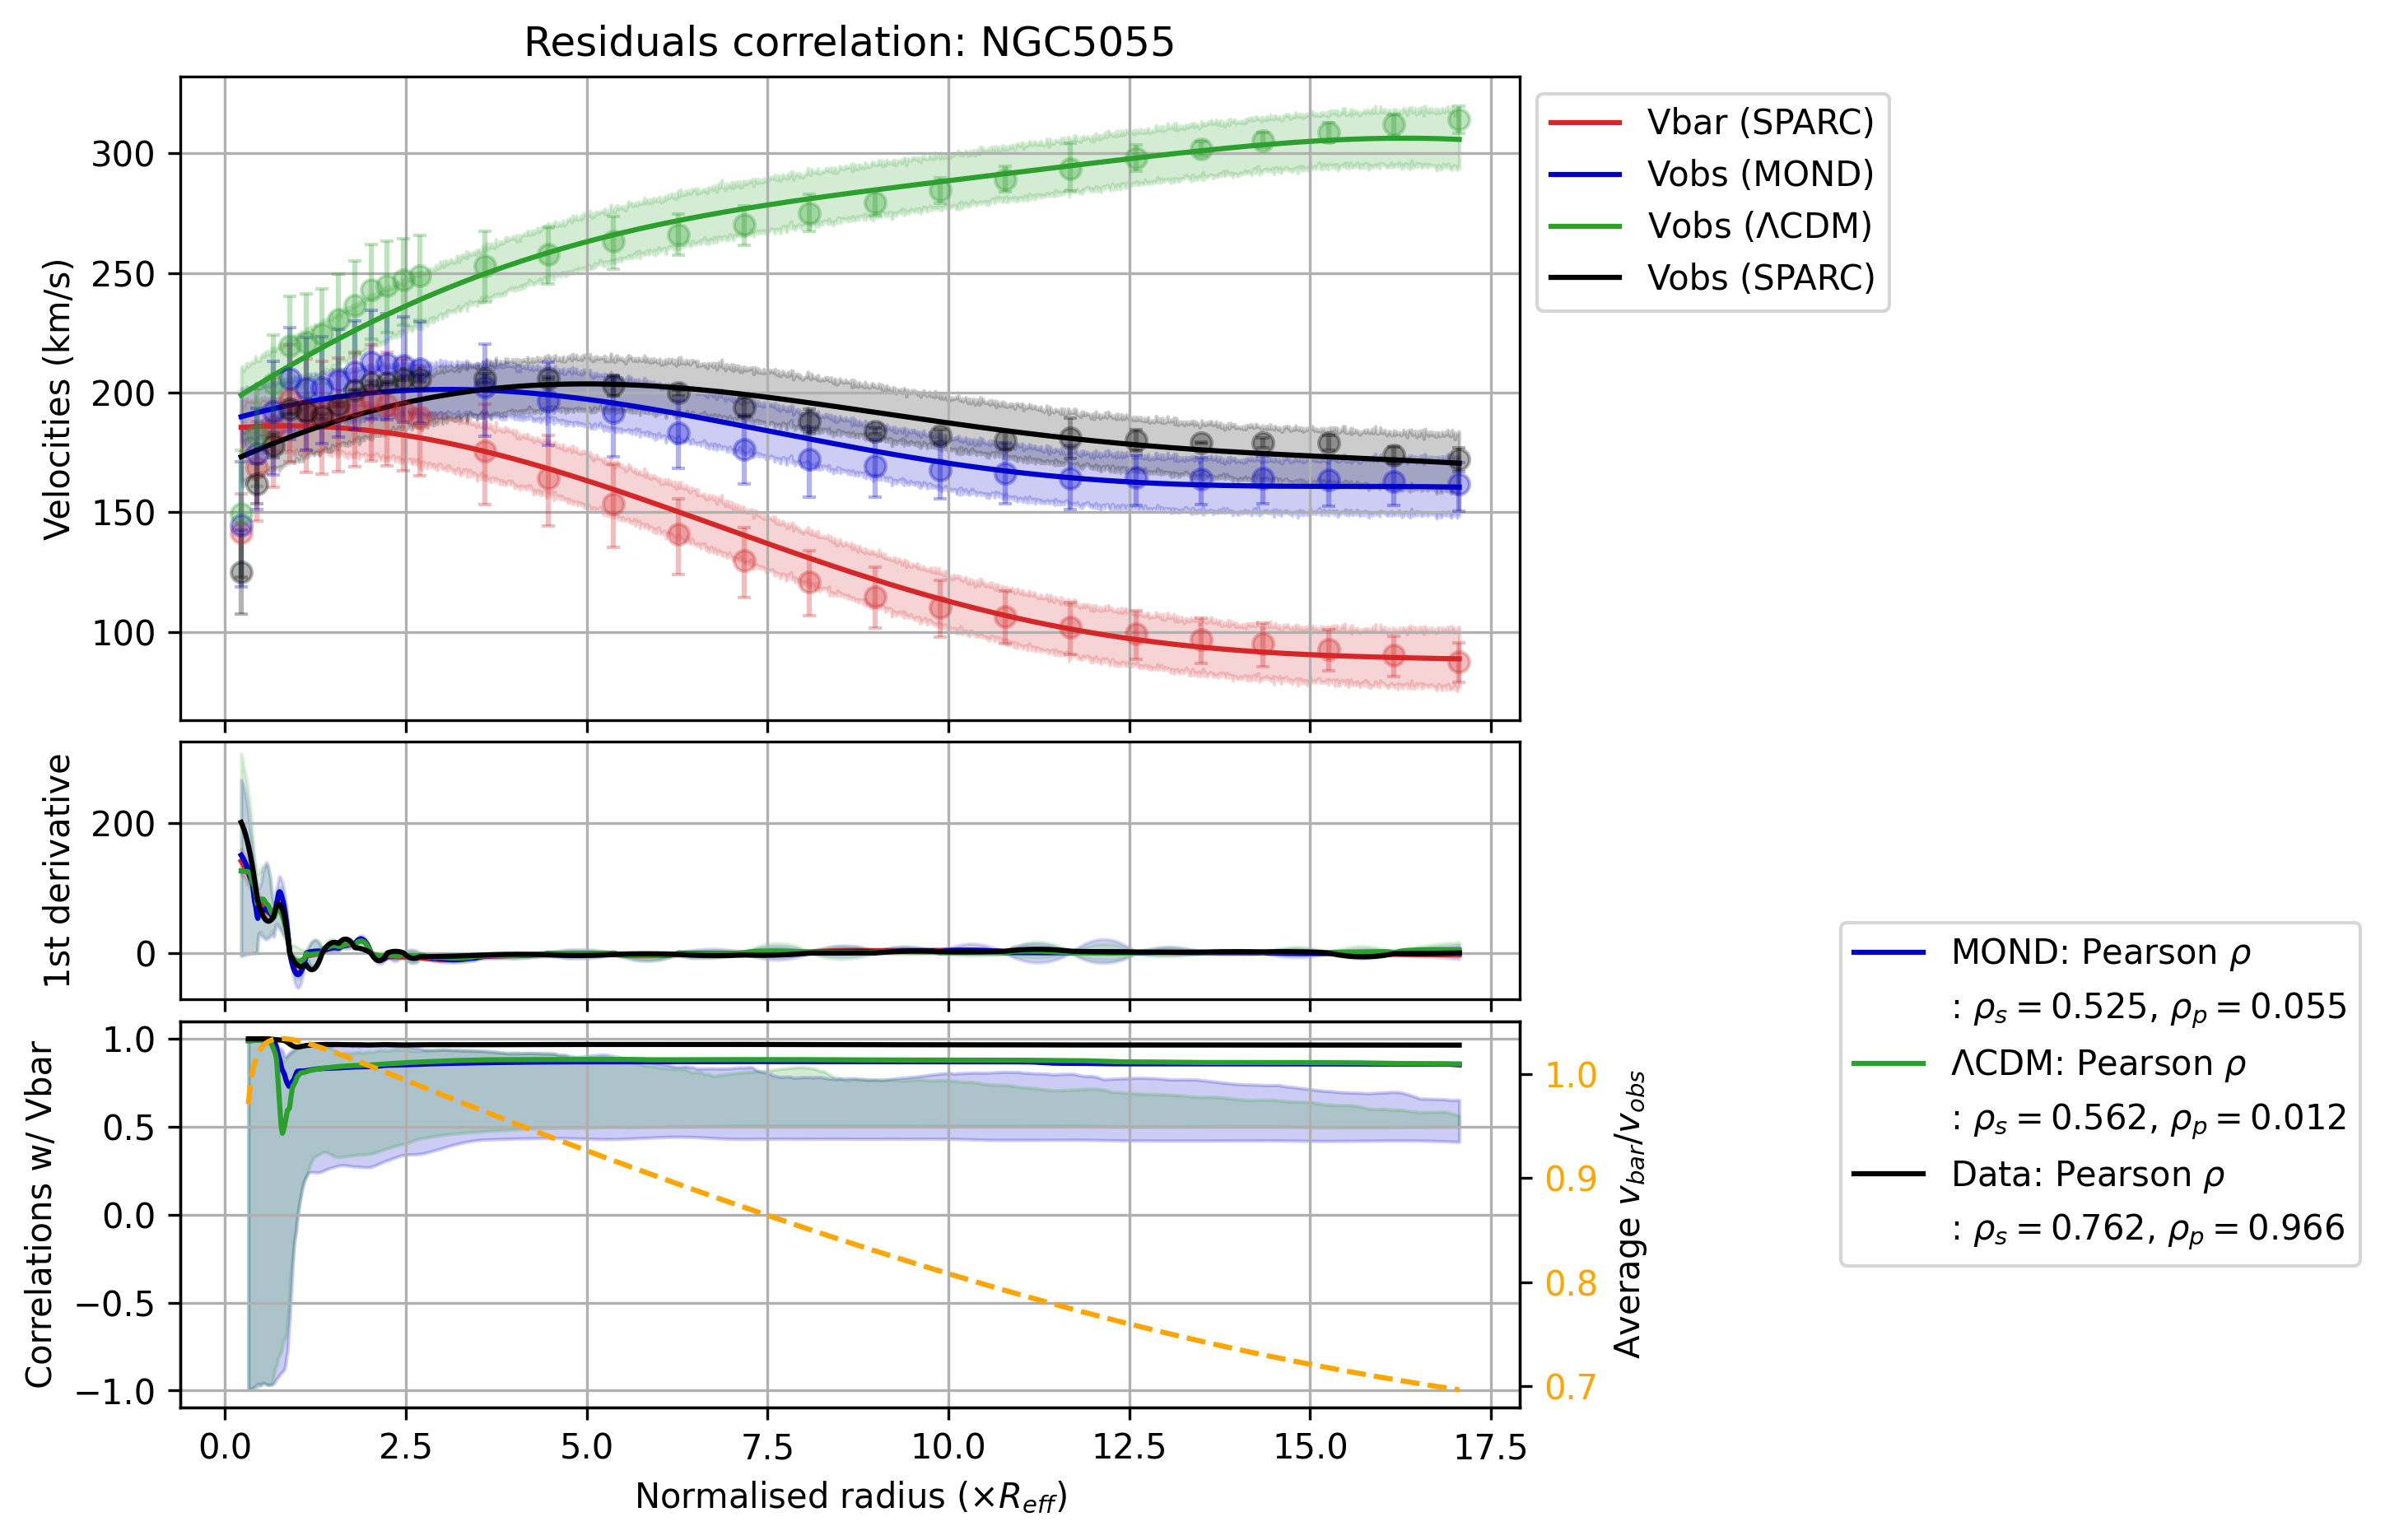 Residuals correlation: NGC5055
Velocities (km/s)
300
250
200
150
100
Vbar (SPARC)
Vobs (MOND)
Vobs (ΛCDM)
Vobs (SPARC)
1st derivative
200
0
Correlations w/ Vbar
1.0
0.5
0.0
−0.5
−1.0
1.0
0.9
0.8
0.7
Average v_bar/v_obs
MOND: Pearson ρ
: ρ_s = 0.525, ρ_p = 0.055
ΛCDM: Pearson ρ
: ρ_s = 0.562, ρ_p = 0.012
Data: Pearson ρ
: ρ_s = 0.762, ρ_p = 0.966
0.0 2.5 5.0 7.5 10.0 12.5 15.0 17.5
Normalised radius (×R_eff)